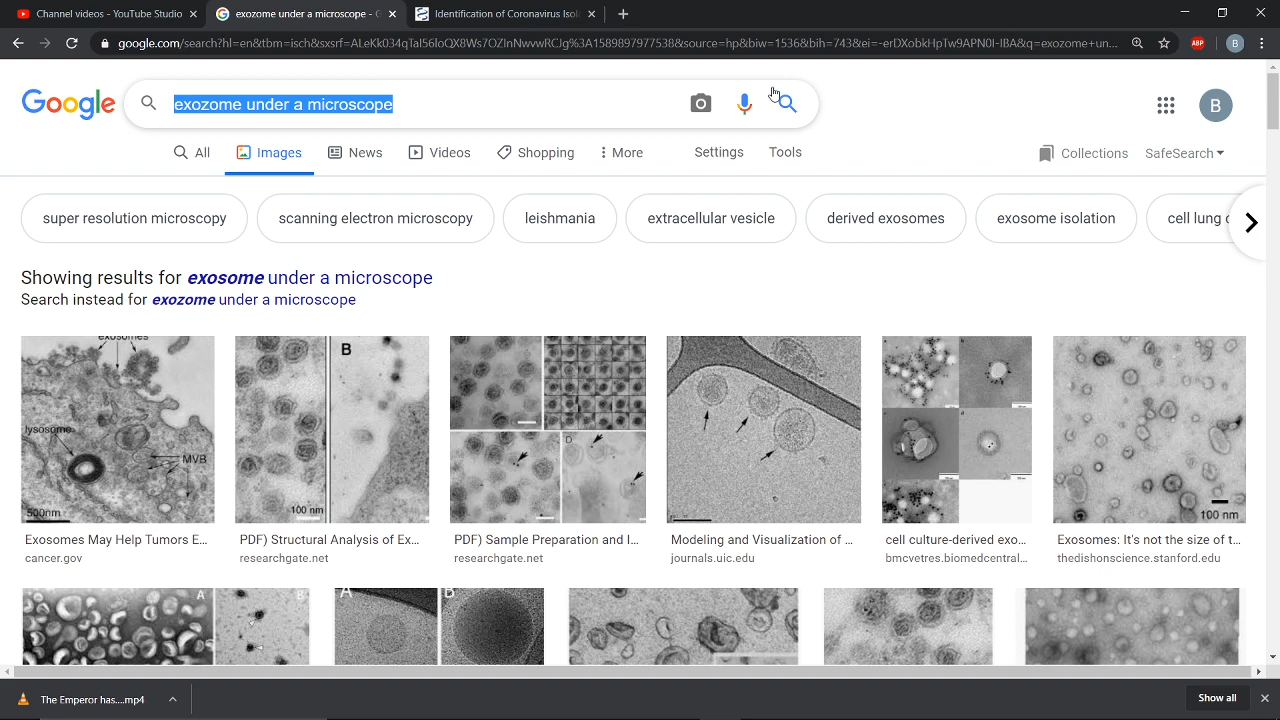 Channel videos - YouTube Studio
exozome under a microscope - G
Identification of Coronavirus Isol
google.com/search?hl=en&tbm=isch&sxsrf=ALeKk034qTaI56loQX8Ws7OZInNwvwRCJg%3A1589897977538&source=hp&biw=1536&bih=743&ei=-erDXobkHpTw9APN0I-IBA&q=exozome+un...
ABP
B
Google
exozome under a microscope
B
All
Images
News
Videos
Shopping
More
Settings
Tools
Collections
SafeSearch
super resolution microscopy
scanning electron microscopy
leishmania
extracellular vesicle
derived exosomes
exosome isolation
cell lung
Showing results for exosome under a microscope
Search instead for exozome under a microscope
exosomes
lysosome
MVB
500nm
B
100 nm
D
100 nm
Exosomes May Help Tumors E...
cancer.gov
PDF) Structural Analysis of Ex...
researchgate.net
PDF) Sample Preparation and I...
researchgate.net
Modeling and Visualization of ...
journals.uic.edu
cell culture-derived exo...
bmcvetres.biomedcentral...
Exosomes: It's not the size of t...
thedishonscience.stanford.edu
A
B
A
B
The Emperor has....mp4
Show all